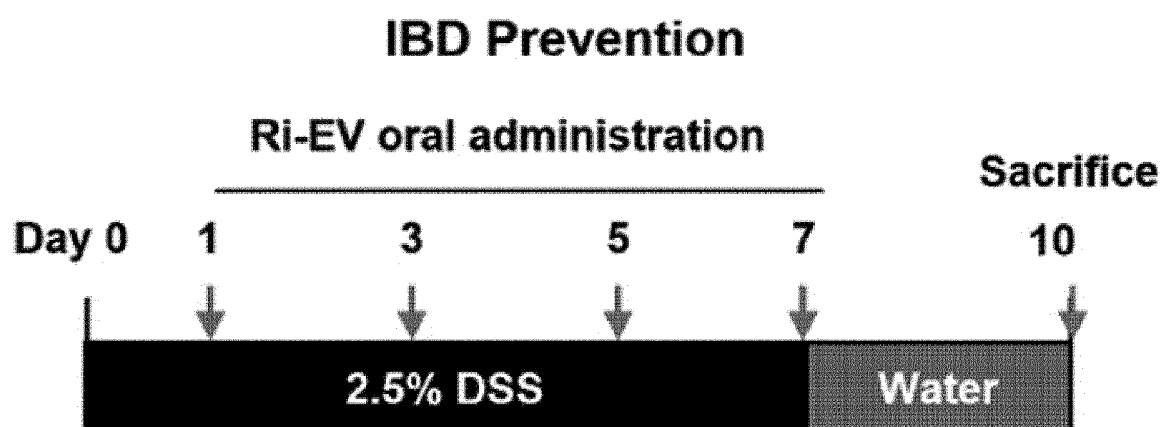 IBD Prevention
Ri-EV oral administration
Sacrifice
Day 0 1 3 5 7 10
2.5% DSS Water